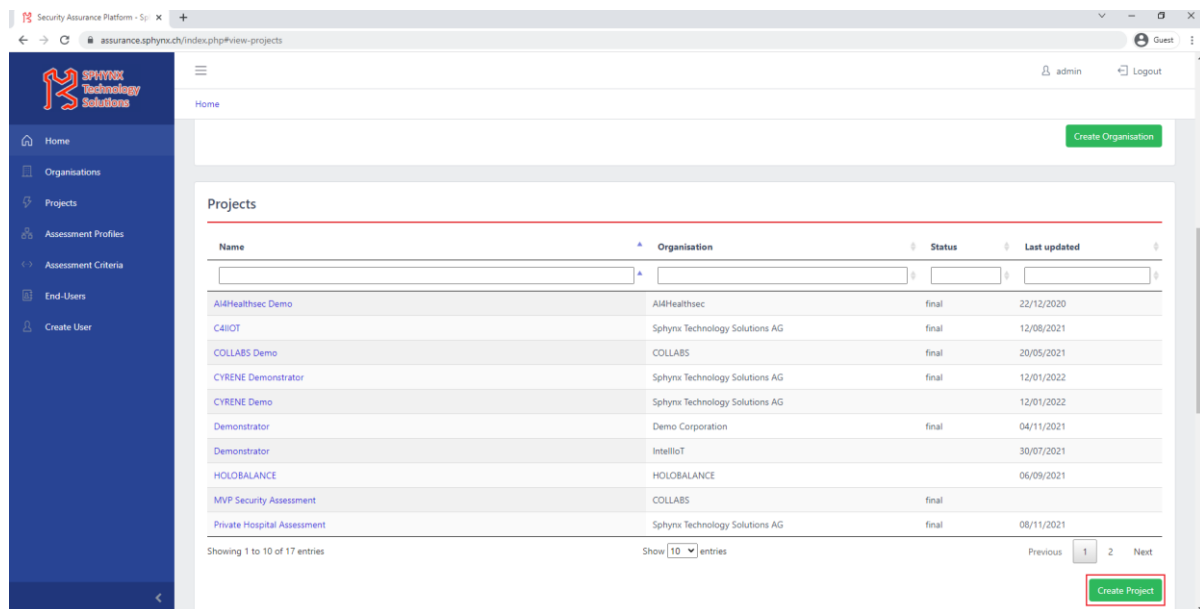 Security Assurance Platform - Sp
assurance.sphynx.ch/index.php#view-projects
Guest
SPHYNX
Technology
Solutions
admin
Logout
Home
Home
Organisations
Projects
Assessment Profiles
Assessment Criteria
End-Users
Create User
Create Organisation
Projects
Name Organisation Status Last updated
AI4Healthsec Demo AI4Healthsec final 22/12/2020
C4IIOT Sphynx Technology Solutions AG final 12/08/2021
COLLABS Demo COLLABS final 20/05/2021
CYRENE Demonstrator Sphynx Technology Solutions AG final 12/01/2022
CYRENE Demo Sphynx Technology Solutions AG 12/01/2022
Demonstrator Demo Corporation final 04/11/2021
Demonstrator IntellIoT 30/07/2021
HOLOBALANCE HOLOBALANCE 06/09/2021
MVP Security Assessment COLLABS final
Private Hospital Assessment Sphynx Technology Solutions AG final 08/11/2021
Showing 1 to 10 of 17 entries Show 10 entries Previous 1 2 Next
Create Project